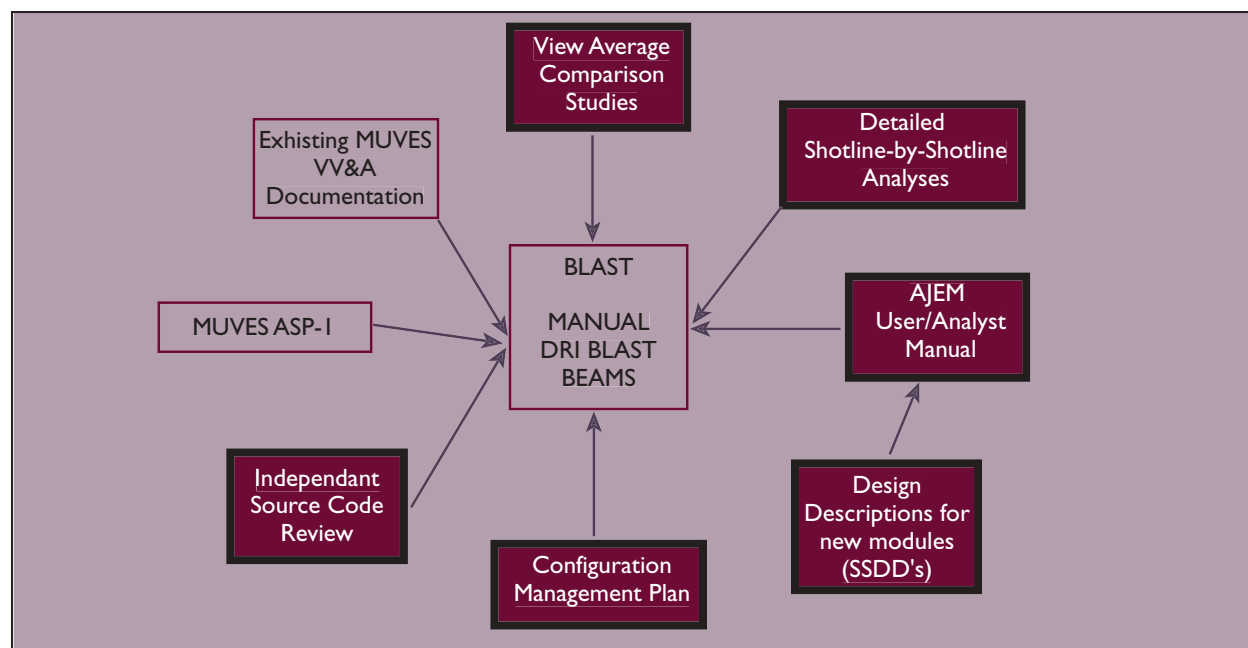 View Average
Comparison
Studies
Exhisting MUVES
VV&A
Documentation
Detailed
Shotline-by-Shotline
Analyses
BLAST
MANUAL
DRI BLAST
BEAMS
MUVES ASP-1
AJEM
User/Analyst
Manual
Independant
Source Code
Review
Configuration
Management Plan
Design
Descriptions for
new modules
(SSDD's)